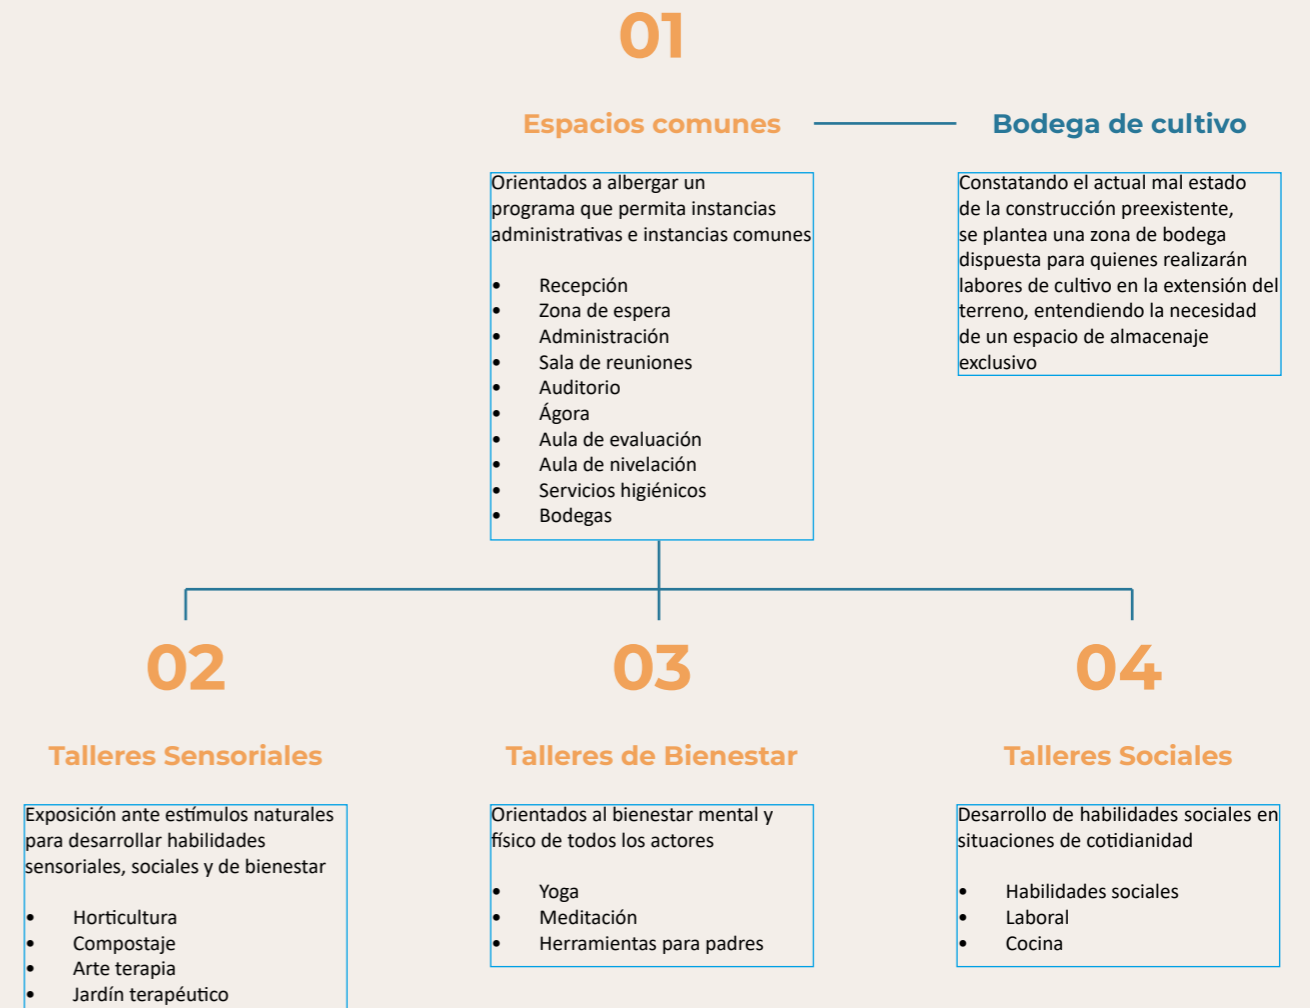 01
Espacios comunes
Orientados a albergar un
programa que permita instancias
administrativas e instancias comunes
• Recepción
• Zona de espera
• Administración
• Sala de reuniones
• Auditorio
• Ágora
• Aula de evaluación
• Aula de nivelación
• Servicios higiénicos
• Bodegas
Bodega de cultivo
Constatando el actual mal estado
de la construcción preexistente,
se plantea una zona de bodega
dispuesta para quienes realizarán
labores de cultivo en la extensión del
terreno, entendiendo la necesidad
de un espacio de almacenaje
exclusivo
02
Talleres Sensoriales
Exposición ante estímulos naturales
para desarrollar habilidades
sensoriales, sociales y de bienestar
• Horticultura
• Compostaje
• Arte terapia
• Jardín terapéutico
03
Talleres de Bienestar
Orientados al bienestar mental y
físico de todos los actores
• Yoga
• Meditación
• Herramientas para padres
04
Talleres Sociales
Desarrollo de habilidades sociales en
situaciones de cotidianidad
• Habilidades sociales
• Laboral
• Cocina